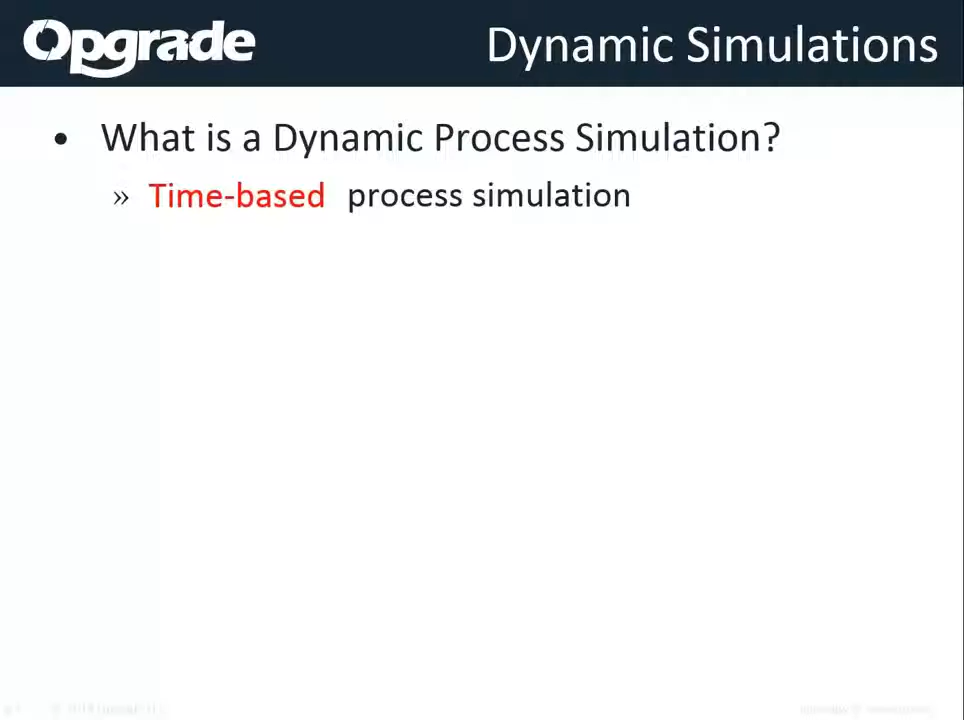 Opgrade
Dynamic Simulations
• What is a Dynamic Process Simulation?
» Time-based process simulation